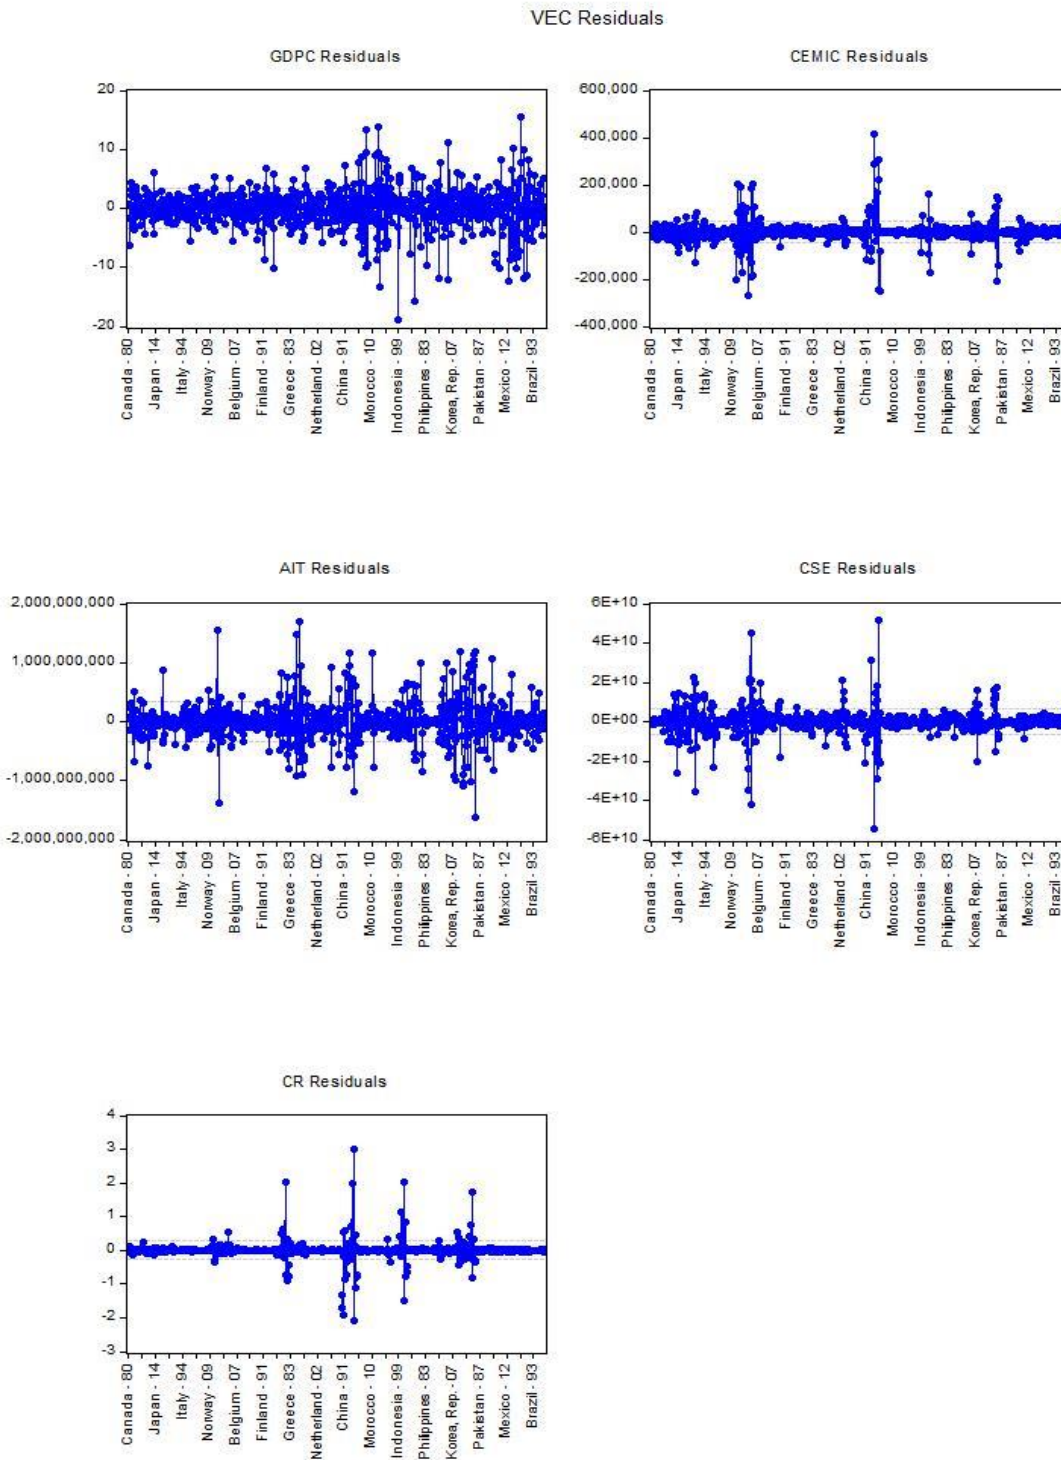 VEC Residuals
GDPC Residuals
20
10
0
-10
-20
Canada - 80
Japan - 14
Italy - 94
Norway - 09
Belgium - 07
Finland - 91
Greece - 83
Netherland - 02
China - 91
Morocco - 10
Indonesia - 99
Philippines - 83
Korea, Rep. - 07
Pakistan - 87
Mexico - 12
Brazil - 93
CEMIC Residuals
600,000
400,000
200,000
0
-200,000
-400,000
Canada - 80
Japan - 14
Italy - 94
Norway - 09
Belgium - 07
Finland - 91
Greece - 83
Netherland - 02
China - 91
Morocco - 10
Indonesia - 99
Philippines - 83
Korea, Rep. - 07
Pakistan - 87
Mexico - 12
Brazil - 93
AIT Residuals
2,000,000,000
1,000,000,000
0
-1,000,000,000
-2,000,000,000
Canada - 80
Japan - 14
Italy - 94
Norway - 09
Belgium - 07
Finland - 91
Greece - 83
Netherland - 02
China - 91
Morocco - 10
Indonesia - 99
Philippines - 83
Korea, Rep. - 07
Pakistan - 87
Mexico - 12
Brazil - 93
CSE Residuals
6E+10
4E+10
2E+10
0E+00
-2E+10
-4E+10
-6E+10
Canada - 80
Japan - 14
Italy - 94
Norway - 09
Belgium - 07
Finland - 91
Greece - 83
Netherland - 02
China - 91
Morocco - 10
Indonesia - 99
Philippines - 83
Korea, Rep. - 07
Pakistan - 87
Mexico - 12
Brazil - 93
CR Residuals
4
3
2
1
0
-1
-2
-3
Canada - 80
Japan - 14
Italy - 94
Norway - 09
Belgium - 07
Finland - 91
Greece - 83
Netherland - 02
China - 91
Morocco - 10
Indonesia - 99
Philippines - 83
Korea, Rep. - 07
Pakistan - 87
Mexico - 12
Brazil - 93